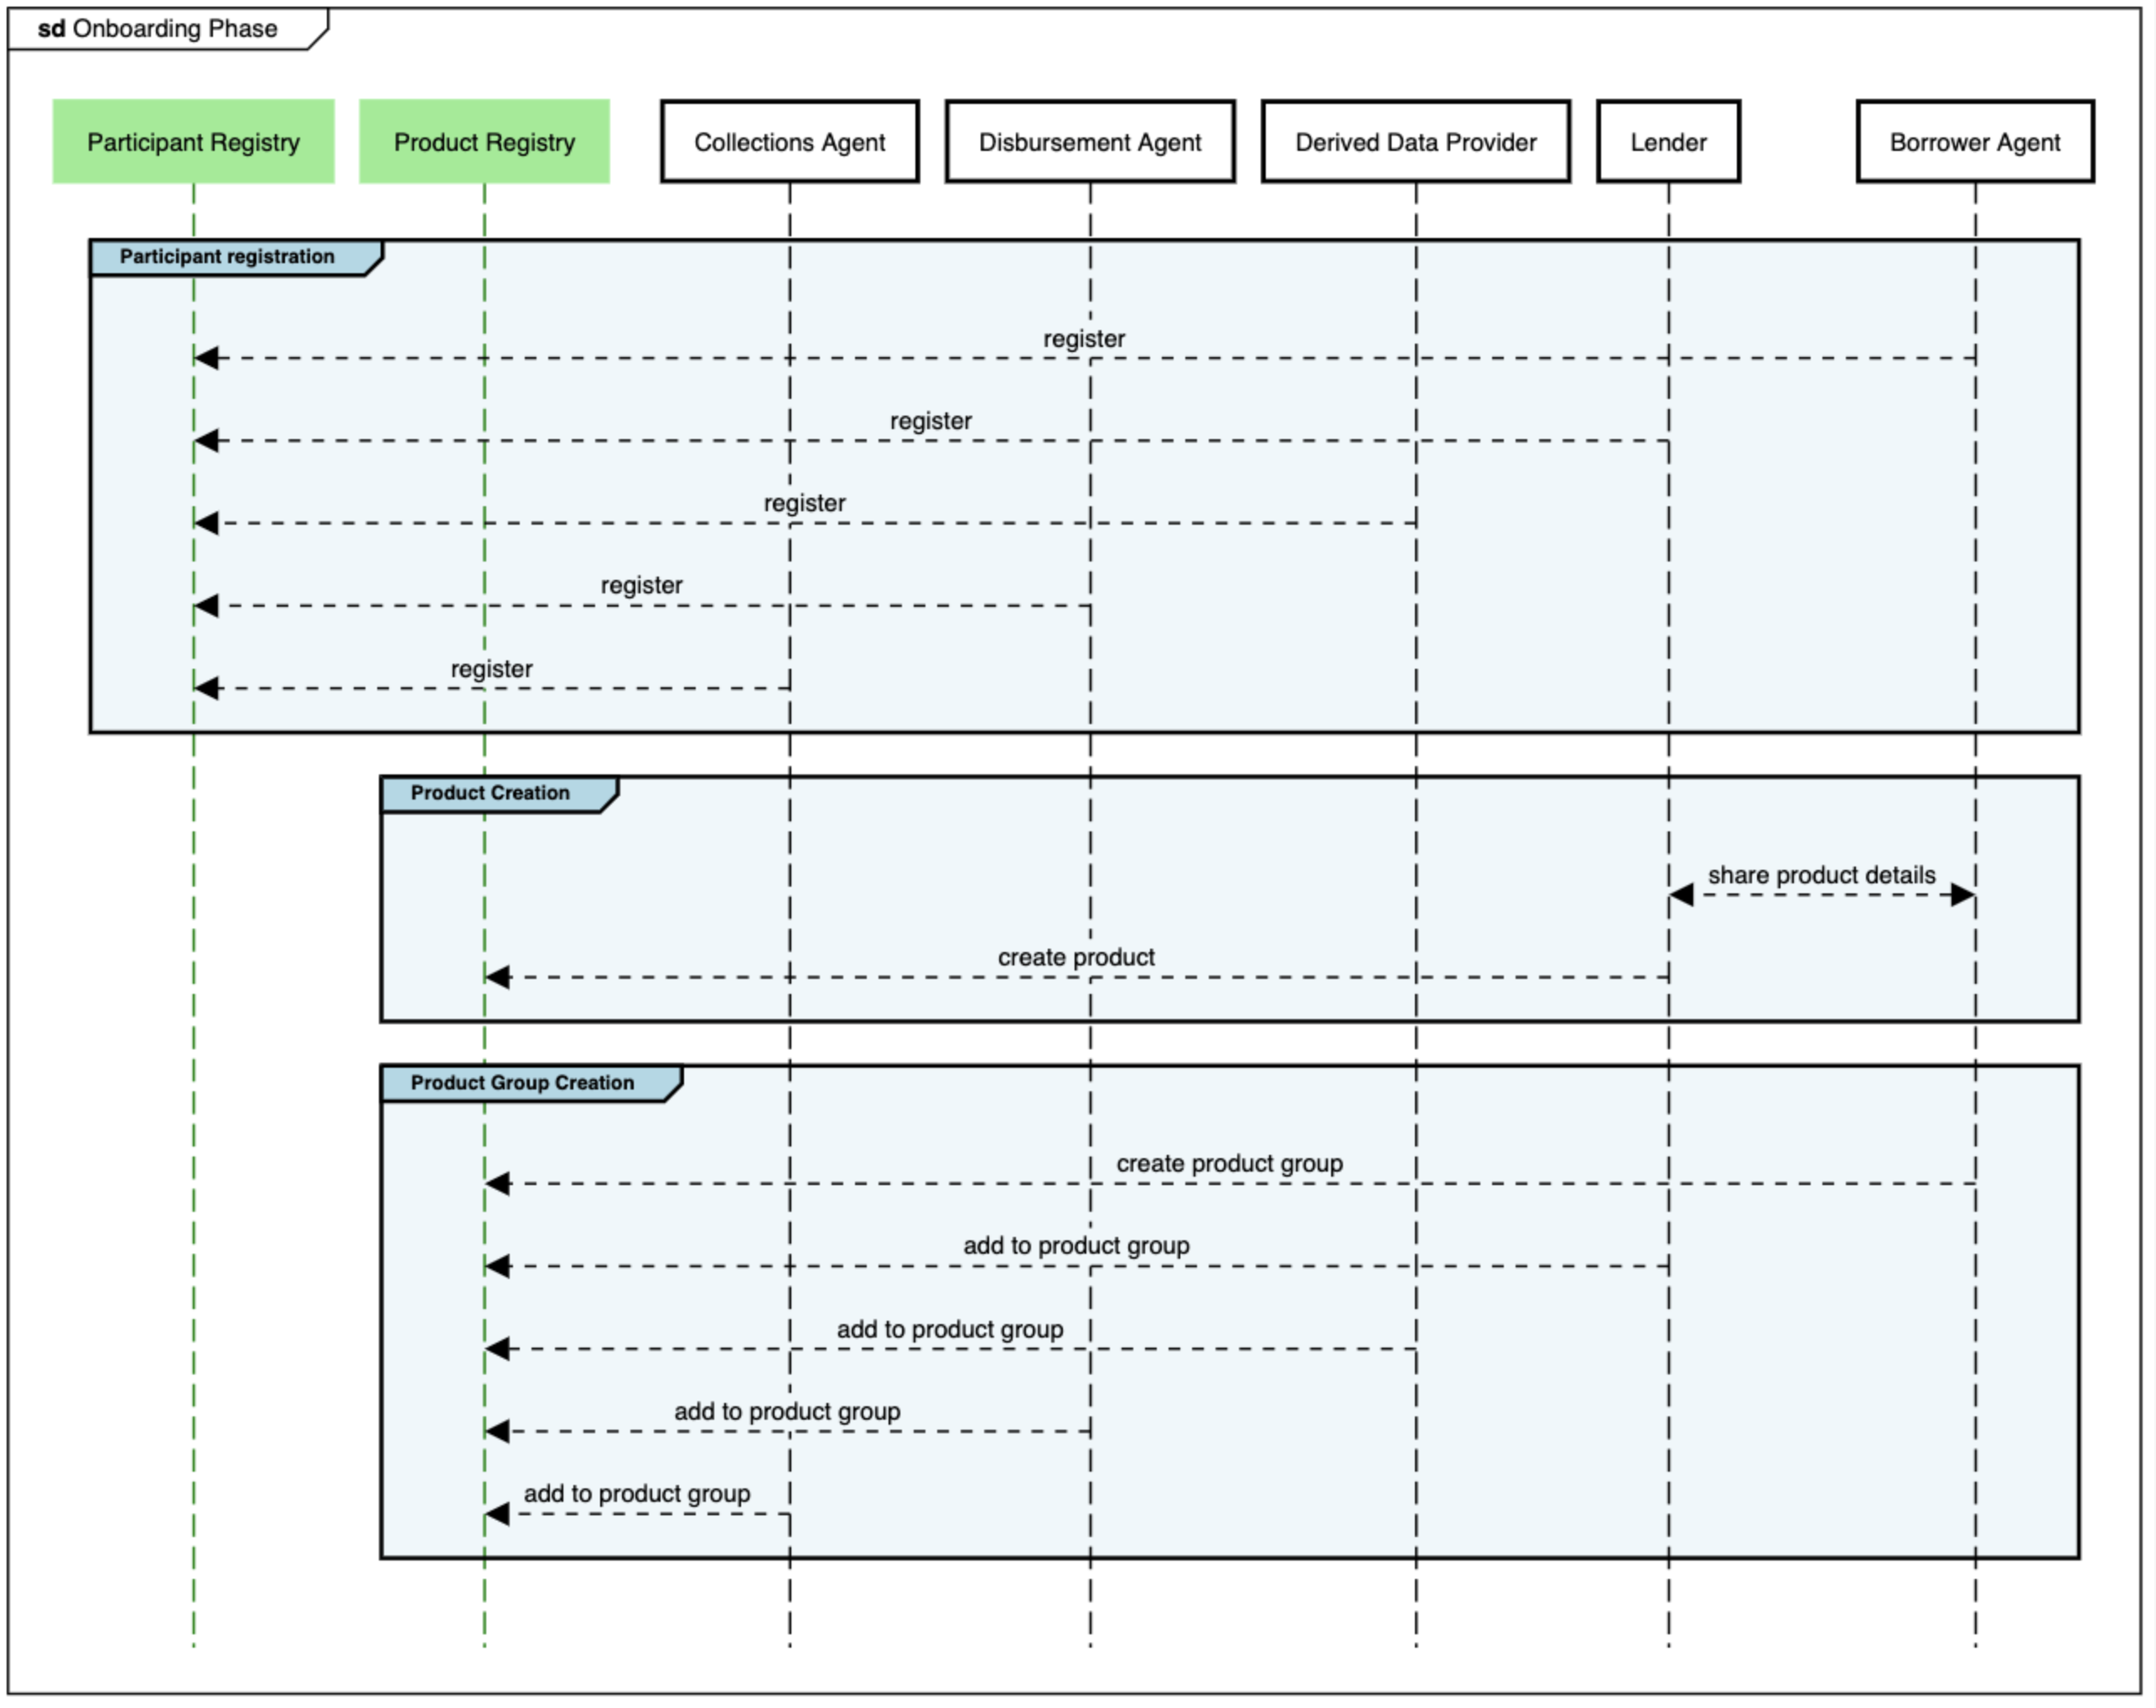 sd Onboarding Phase
Participant Registry
Product Registry
Collections Agent
Disbursement Agent
Derived Data Provider
Lender
Borrower Agent
Participant registration
register
register
register
register
register
Product Creation
share product details
create product
Product Group Creation
create product group
add to product group
add to product group
add to product group
add to product group